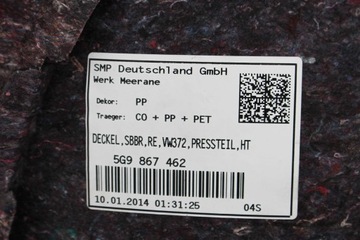 SMP Deutschland GmbH
Werk Meerane
Dekor: PP
Traeger: CO + PP + PET
DECKEL,SBBR,RE,VW372,PRESSTEIL,HT
5G9 867 462
10.01.2014 01:31:25 04S